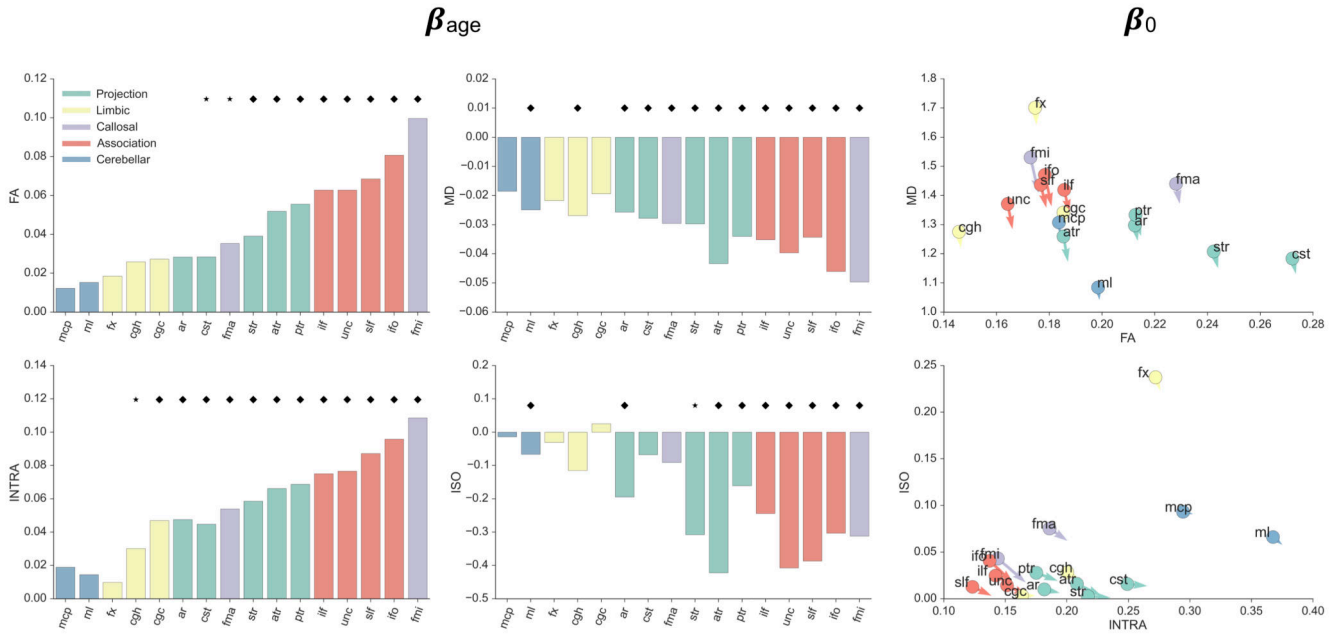 βage
β0
FA
0.12
0.10
0.08
0.06
0.04
0.02
0.00
Projection
Limbic
Callosal
Association
Cerebellar
mcp ml fx cgh cgc ar cst fma str atr ptr ilf unc slf ifo fmi
MD
0.02
0.01
0.00
−0.01
−0.02
−0.03
−0.04
−0.05
−0.06
mcp ml fx cgh cgc ar cst fma str atr ptr ilf unc slf ifo fmi
MD
1.8
1.7
1.6
1.5
1.4
1.3
1.2
1.1
1.0
fx
fmi
ifo
slf
ilf
fma
unc
cgc
mcp
ptr
ar
cgh
atr
str
cst
ml
0.14 0.16 0.18 0.20 0.22 0.24 0.26 0.28
FA
INTRA
0.14
0.12
0.10
0.08
0.06
0.04
0.02
0.00
mcp ml fx cgh cgc ar cst fma str atr ptr ilf unc slf ifo fmi
ISO
0.2
0.1
0.0
−0.1
−0.2
−0.3
−0.4
−0.5
mcp ml fx cgh cgc ar cst fma str atr ptr ilf unc slf ifo fmi
ISO
0.25
0.20
0.15
0.10
0.05
0.00
fx
mcp
fma
ml
ifo
fmi
ilf
ptr
cgh
slf
unc
cgc
ar
atr
str
cst
0.10 0.15 0.20 0.25 0.30 0.35 0.40
INTRA